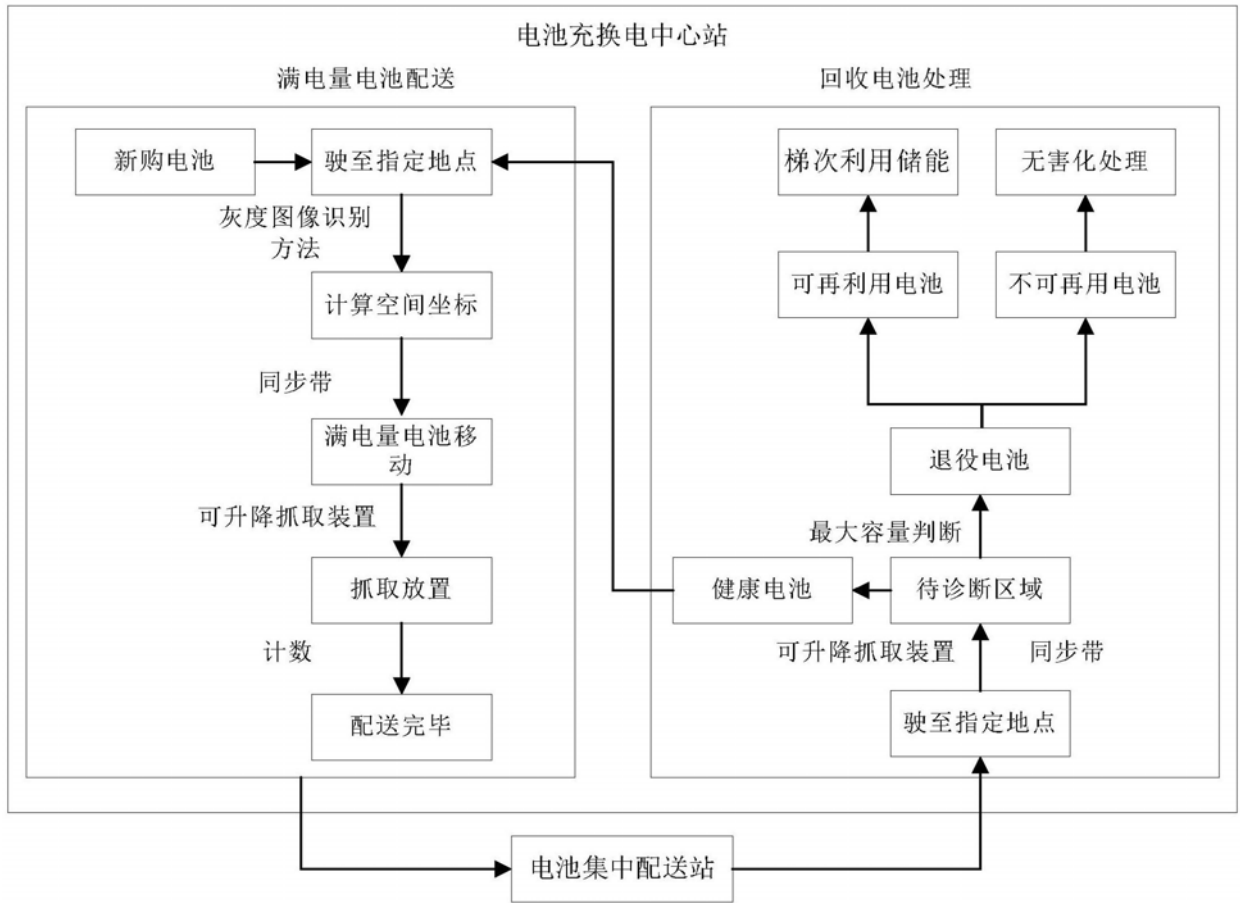 电池充换电中心站
满电量电池配送
回收电池处理
新购电池
驶至指定地点
灰度图像识别
方法
计算空间坐标
同步带
满电量电池移
动
可升降抓取装置
抓取放置
计数
配送完毕
梯次利用储能
无害化处理
可再利用电池
不可再用电池
退役电池
最大容量判断
健康电池
待诊断区域
可升降抓取装置
同步带
驶至指定地点
电池集中配送站